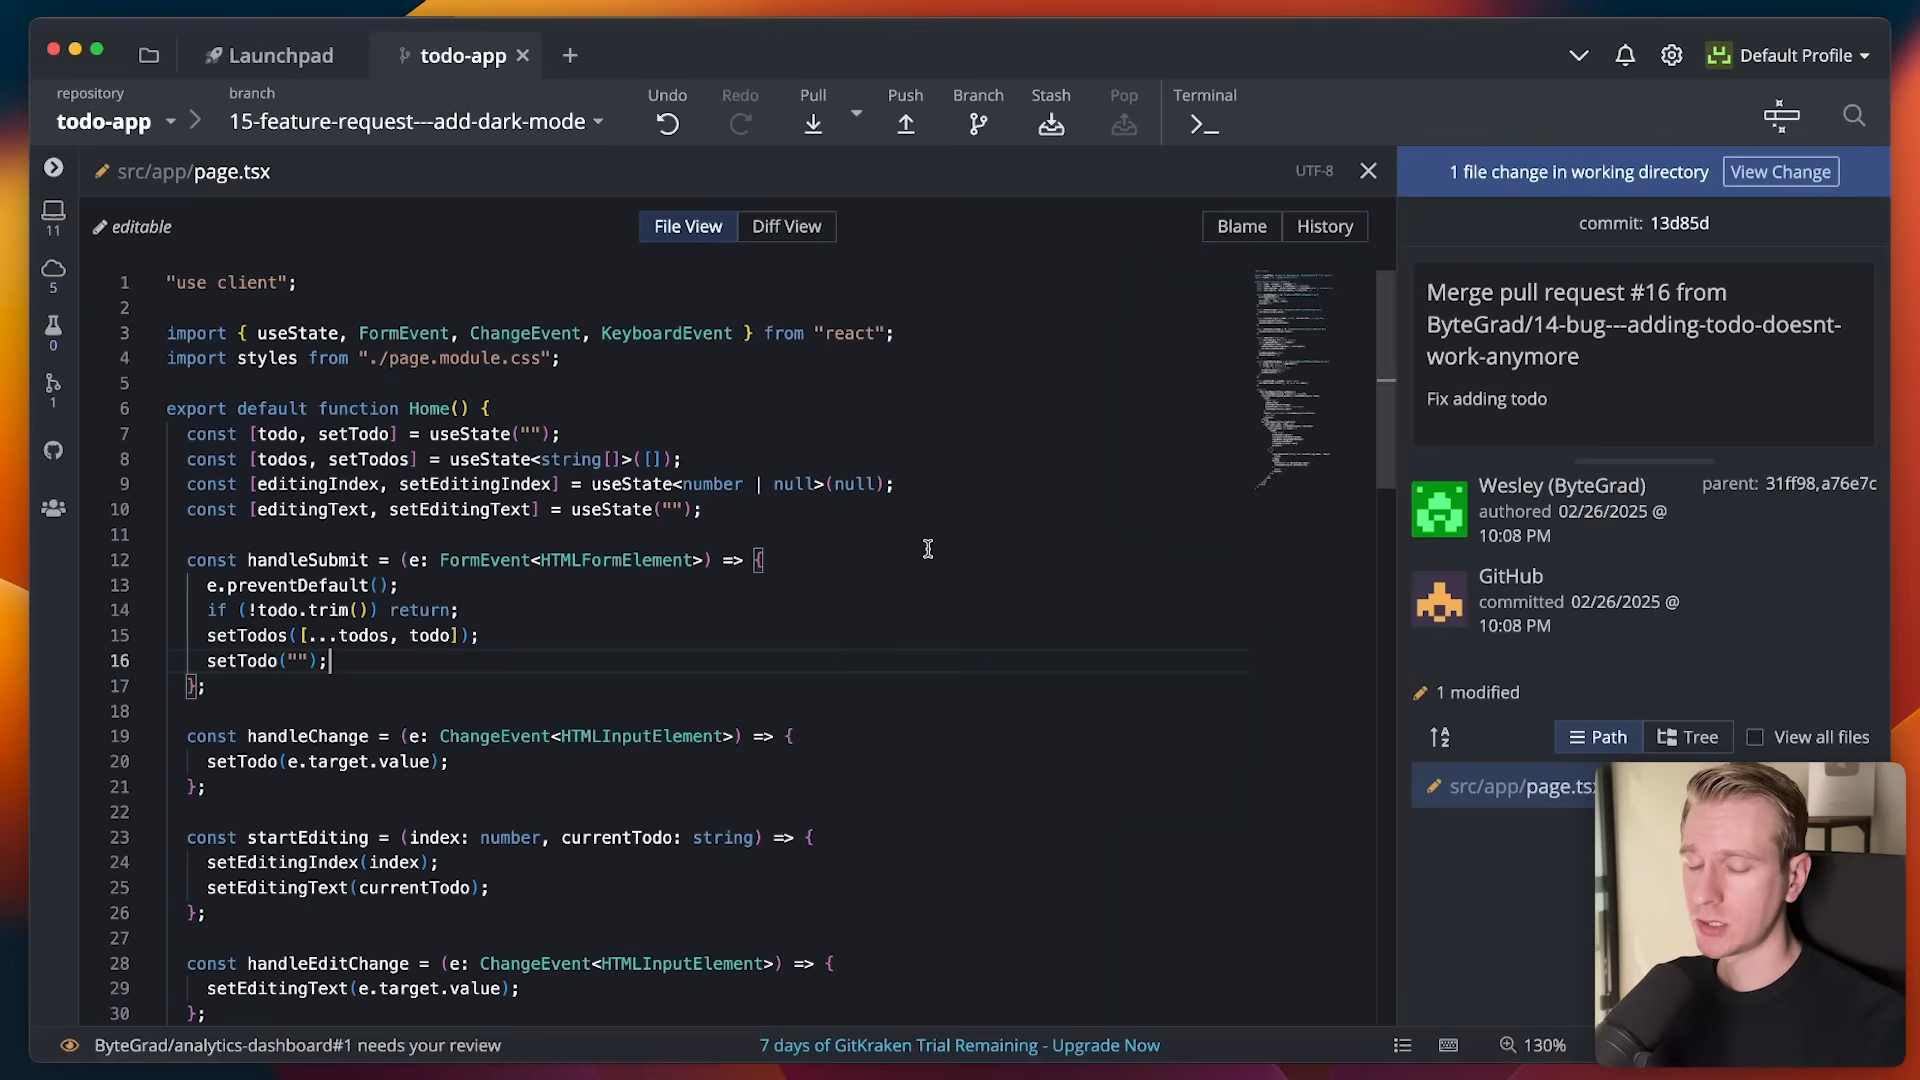 Launchpad
todo-app
Default Profile
repository
todo-app
branch
15-feature-request---add-dark-mode
Undo
Redo
Pull
Push
Branch
Stash
Pop
Terminal
11
5
0
1
src/app/page.tsx
UTF-8
editable
File View
Diff View
Blame
History
1 "use client";
2
3 import { useState, FormEvent, ChangeEvent, KeyboardEvent } from "react";
4 import styles from "./page.module.css";
5
6 export default function Home() {
7 const [todo, setTodo] = useState("");
8 const [todos, setTodos] = useState<string[]>([]);
9 const [editingIndex, setEditingIndex] = useState<number | null>(null);
10 const [editingText, setEditingText] = useState("");
11
12 const handleSubmit = (e: FormEvent<HTMLFormElement>) => {
13 e.preventDefault();
14 if (!todo.trim()) return;
15 setTodos([...todos, todo]);
16 setTodo("");
17 };
18
19 const handleChange = (e: ChangeEvent<HTMLInputElement>) => {
20 setTodo(e.target.value);
21 };
22
23 const startEditing = (index: number, currentTodo: string) => {
24 setEditingIndex(index);
25 setEditingText(currentTodo);
26 };
27
28 const handleEditChange = (e: ChangeEvent<HTMLInputElement>) => {
29 setEditingText(e.target.value);
30 };
1 file change in working directory
View Change
commit: 13d85d
Merge pull request #16 from
ByteGrad/14-bug---adding-todo-doesnt-
work-anymore
Fix adding todo
Wesley (ByteGrad)
authored 02/26/2025 @
10:08 PM
parent: 31ff98,a76e7c
GitHub
committed 02/26/2025 @
10:08 PM
1 modified
Path
Tree
View all files
src/app/page.tsx
ByteGrad/analytics-dashboard#1 needs your review
7 days of GitKraken Trial Remaining - Upgrade Now
130%